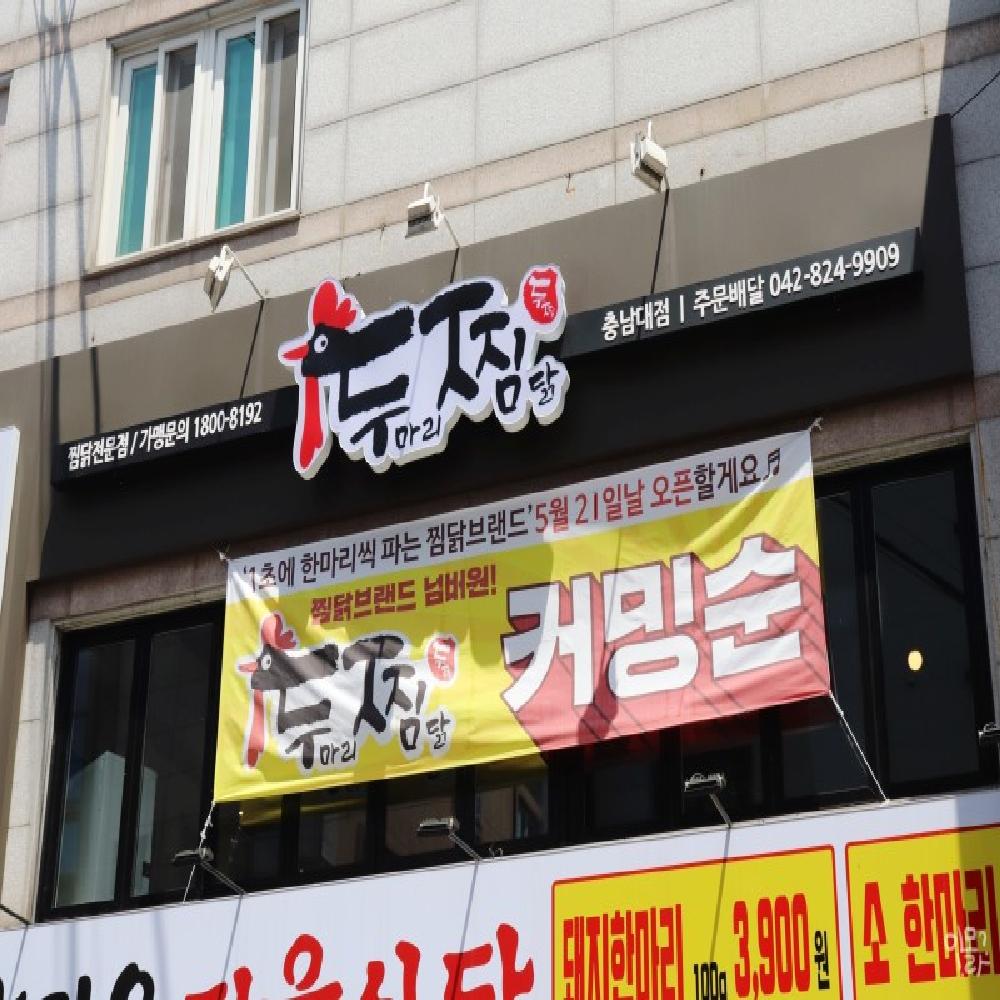 두찜
두마리 찜닭
찜닭전문점 / 가맹문의 1800-8192
충남대점 | 주문배달 042-824-9909
'1초에 한마리씩 파는 찜닭브랜드' 5월 21일날 오픈할게요♬
찜닭브랜드 넘버원!
두찜
두마리 찜닭
커밍순
돼지한마리 100g 3,900원
소 한마리